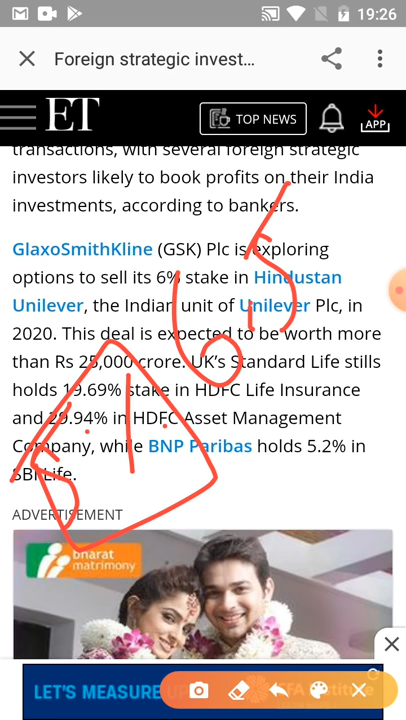 19:26
Foreign strategic invest...
ET
TOP NEWS
APP
transactions, with several foreign strategic
investors likely to book profits on their India
investments, according to bankers.
GlaxoSmithKline (GSK) Plc is exploring
options to sell its 6% stake in Hindustan
Unilever, the Indian unit of Unilever Plc, in
2020. This deal is expected to be worth more
than Rs 25,000 crore. UK's Standard Life stills
holds 19.69% stake in HDFC Life Insurance
and 29.94% in HDFC Asset Management
Company, while BNP Paribas holds 5.2% in
SBI Life.
ADVERTISEMENT
bharat
matrimony
LET'S MEASURE